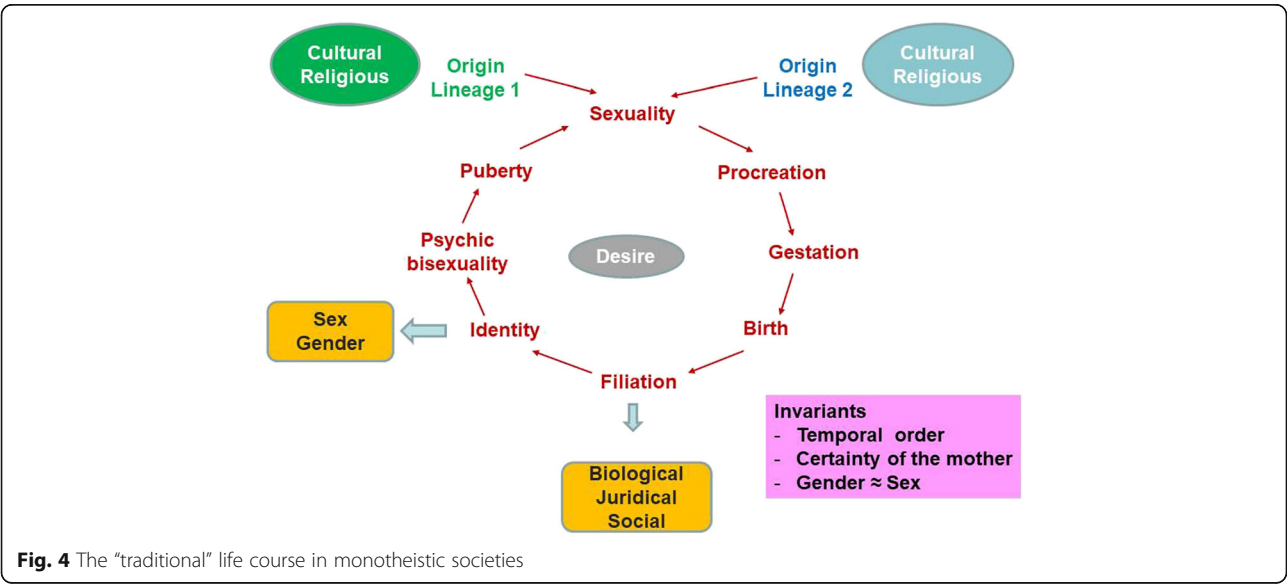 Cultural
Religious
Origin
Lineage 1
Origin
Lineage 2
Cultural
Religious
Sexuality
Puberty
Procreation
Psychic
bisexuality
Desire
Gestation
Sex
Gender
Identity
Birth
Filiation
Invariants
- Temporal order
- Certainty of the mother
- Gender ≈ Sex
Biological
Juridical
Social
Fig. 4 The “traditional” life course in monotheistic societies